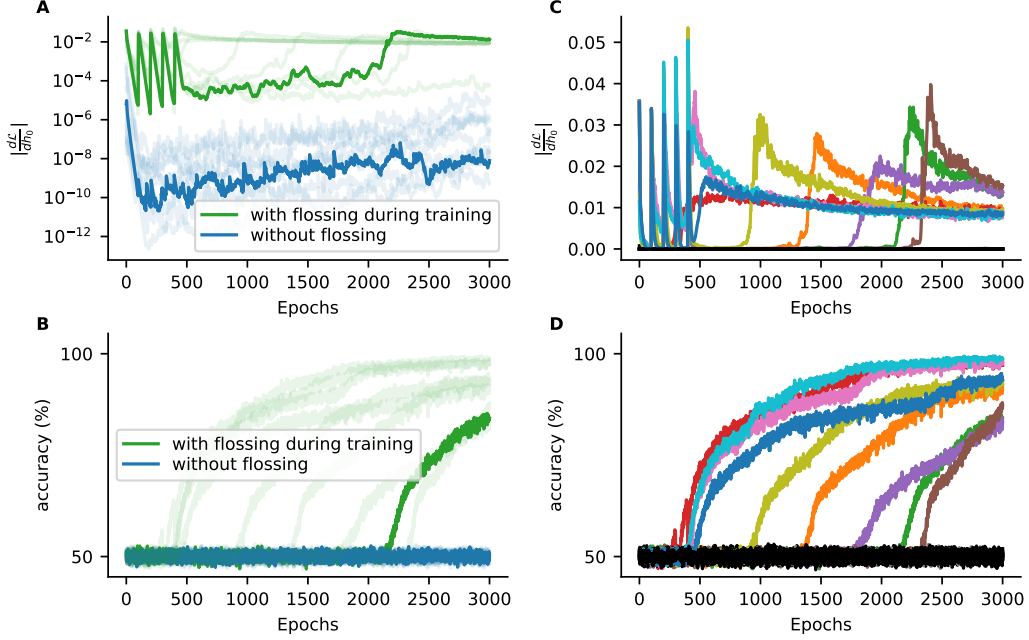 A
|dℒ/dh₀|
10⁻²
10⁻⁴
10⁻⁶
10⁻⁸
10⁻¹⁰
10⁻¹²
with flossing during training
without flossing
0 500 1000 1500 2000 2500 3000
Epochs
C
|dℒ/dh₀|
0.05
0.04
0.03
0.02
0.01
0.00
0 500 1000 1500 2000 2500 3000
Epochs
B
accuracy (%)
100
50
with flossing during training
without flossing
0 500 1000 1500 2000 2500 3000
Epochs
D
accuracy (%)
100
50
0 500 1000 1500 2000 2500 3000
Epochs